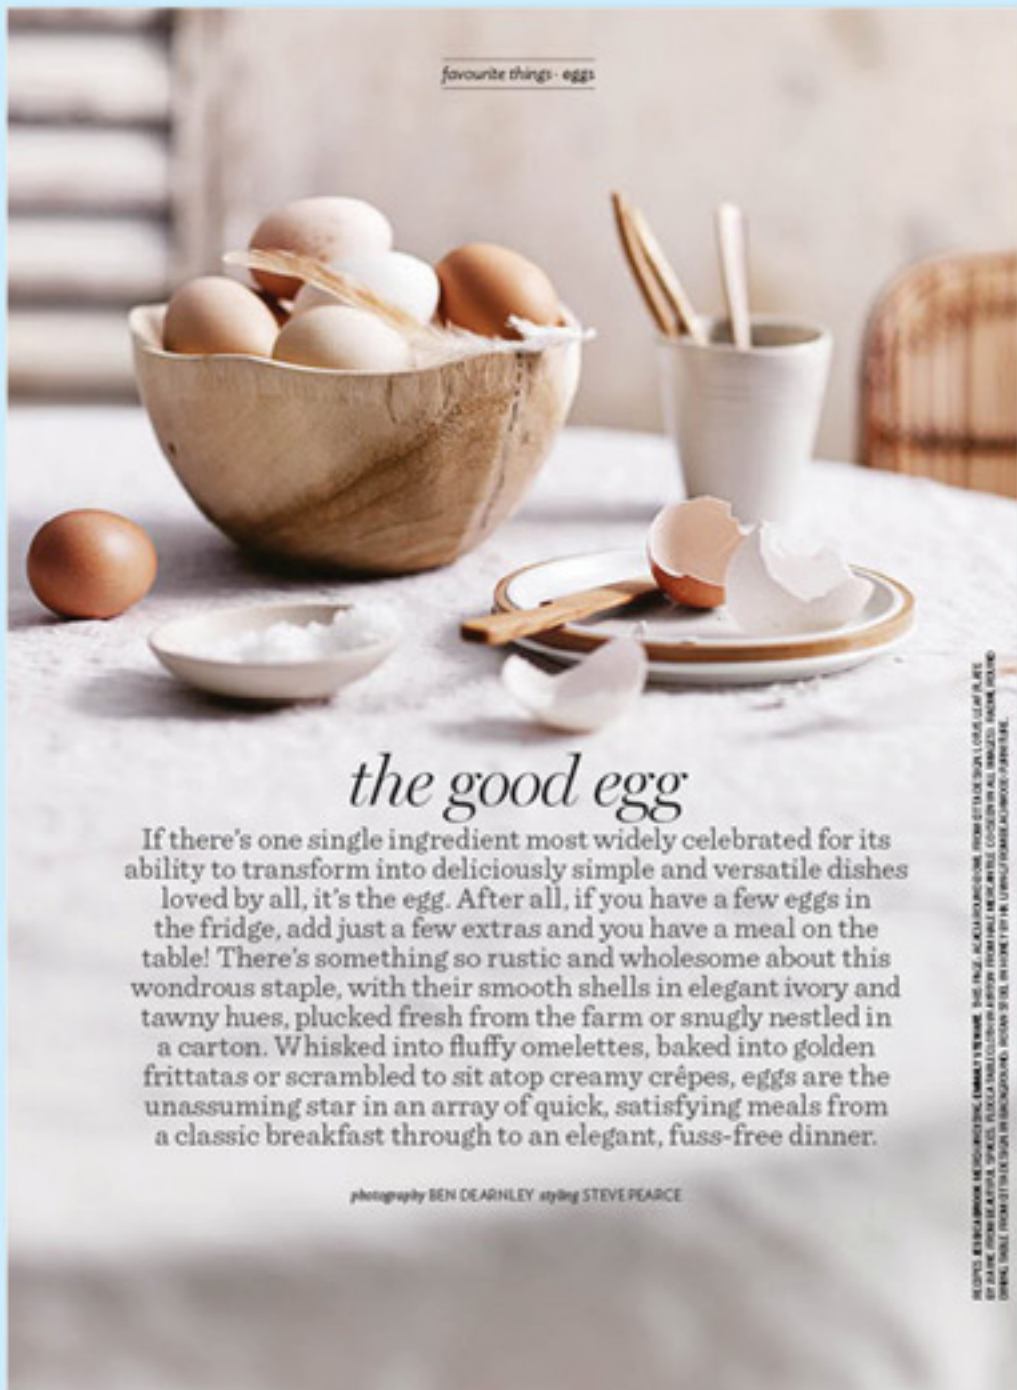 favourite things · eggs
the good egg
If there's one single ingredient most widely celebrated for its
ability to transform into deliciously simple and versatile dishes
loved by all, it's the egg. After all, if you have a few eggs in
the fridge, add just a few extras and you have a meal on the
table! There's something so rustic and wholesome about this
wondrous staple, with their smooth shells in elegant ivory and
tawny hues, plucked fresh from the farm or snugly nestled in
a carton. Whisked into fluffy omelettes, baked into golden
frittatas or scrambled to sit atop creamy crêpes, eggs are the
unassuming star in an array of quick, satisfying meals from
a classic breakfast through to an elegant, fuss-free dinner.
photography BEN DEARNLEY styling STEVE PEARCE